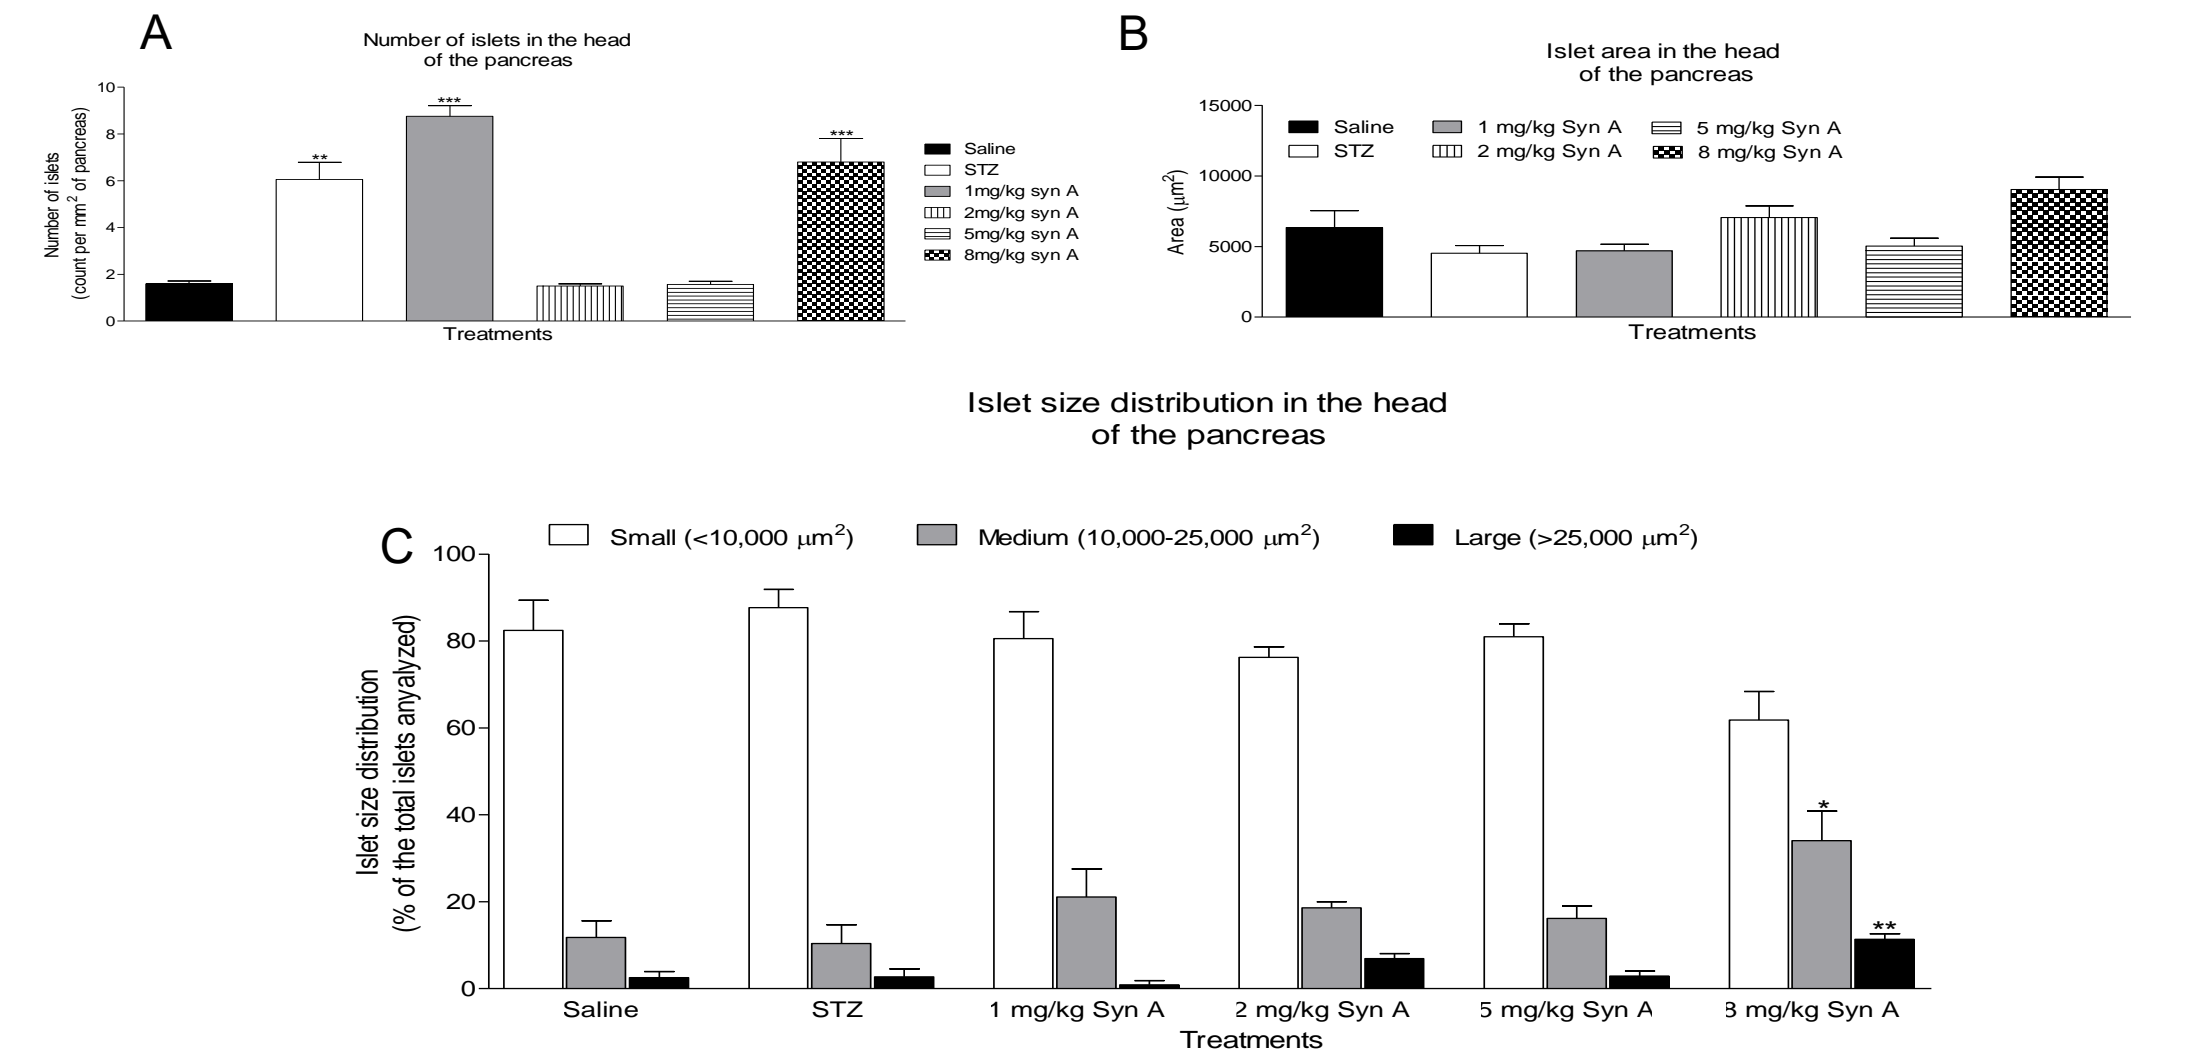 A
Number of islets in the head
of the pancreas
10
8
6
4
2
0
Number of islets
(count per mm² of pancreas)
**
***
***
Treatments
Saline
STZ
1mg/kg syn A
2mg/kg syn A
5mg/kg syn A
8mg/kg syn A
B
Islet area in the head
of the pancreas
15000
10000
5000
0
Area (μm²)
Saline
STZ
1 mg/kg Syn A
2 mg/kg Syn A
5 mg/kg Syn A
8 mg/kg Syn A
Treatments
Islet size distribution in the head
of the pancreas
C
Small (<10,000 μm²)
Medium (10,000-25,000 μm²)
Large (>25,000 μm²)
100
80
60
40
20
0
Islet size distribution
(% of the total islets anyalyzed)
*
**
Saline
STZ
1 mg/kg Syn A
2 mg/kg Syn A
5 mg/kg Syn A
8 mg/kg Syn A
Treatments